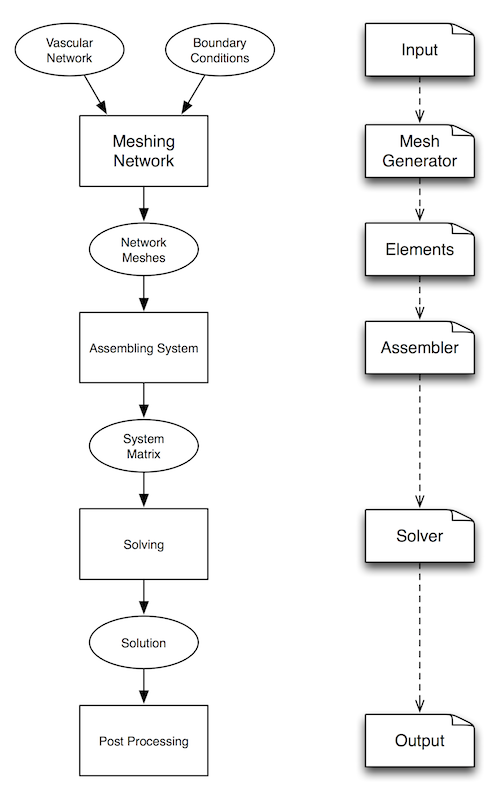 Vascular
Network
Boundary
Conditions
Meshing
Network
Network
Meshes
Assembling System
System
Matrix
Solving
Solution
Post Processing
Input
Mesh
Generator
Elements
Assembler
Solver
Output